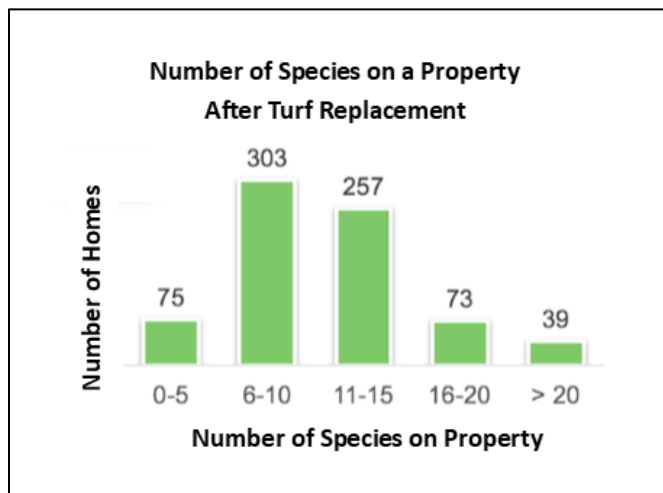 Number of Species on a Property
After Turf Replacement
Number of Homes
303
257
75
73
39
0-5 6-10 11-15 16-20 > 20
Number of Species on Property